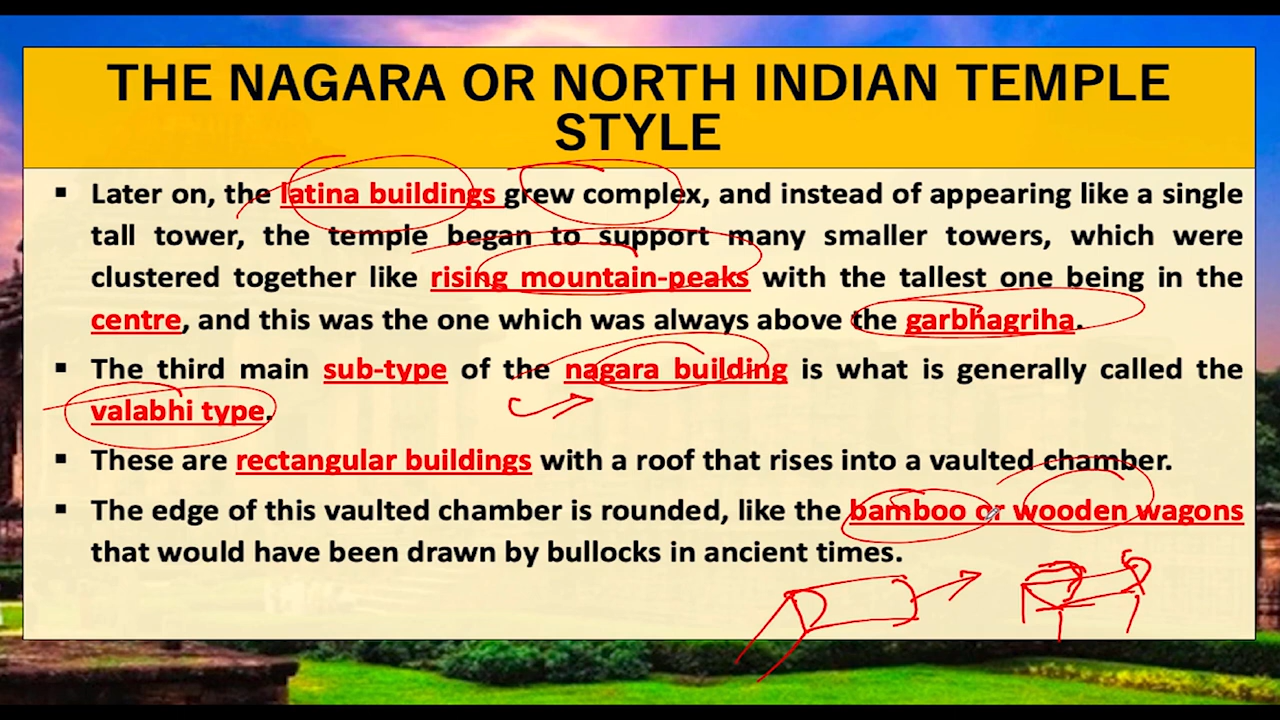 THE NAGARA OR NORTH INDIAN TEMPLE
STYLE
▪ Later on, the latina buildings grew complex, and instead of appearing like a single
tall tower, the temple began to support many smaller towers, which were
clustered together like rising mountain-peaks with the tallest one being in the
centre, and this was the one which was always above the garbhagriha.
▪ The third main sub-type of the nagara building is what is generally called the
valabhi type.
▪ These are rectangular buildings with a roof that rises into a vaulted chamber.
▪ The edge of this vaulted chamber is rounded, like the bamboo or wooden wagons
that would have been drawn by bullocks in ancient times.